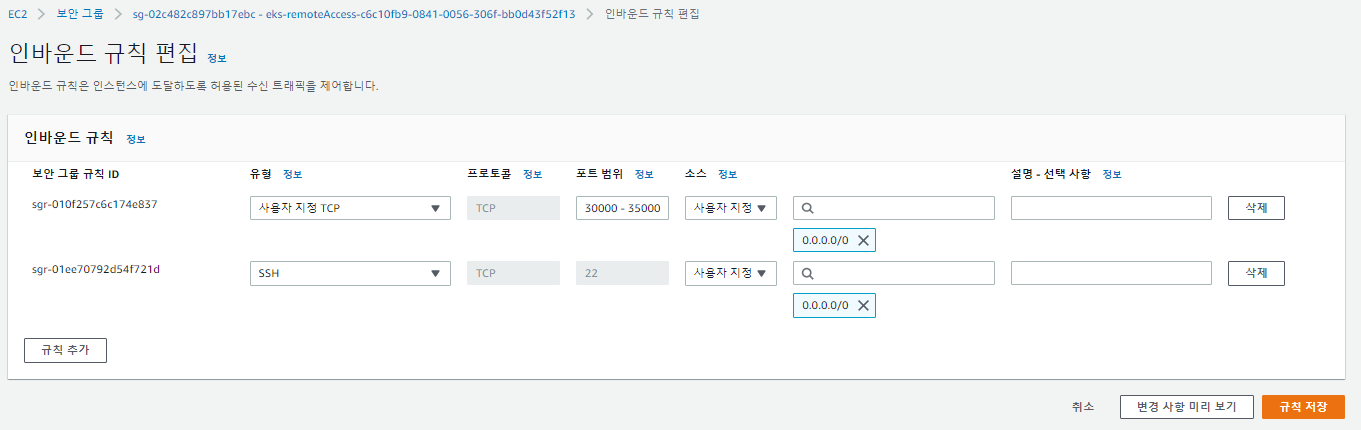 EC2 > 보안 그룹 > sg-02c482c897bb17ebc - eks-remoteAccess-c6c10fb9-0841-0056-306f-bb0d43f52f13 > 인바운드 규칙 편집
인바운드 규칙 편집 정보
인바운드 규칙은 인스턴스에 도달하도록 허용된 수신 트래픽을 제어합니다.
인바운드 규칙 정보
보안 그룹 규칙 ID 유형 정보 프로토콜 정보 포트 범위 정보 소스 정보 설명 - 선택 사항 정보
sgr-010f257c6c174e837 사용자 지정 TCP TCP 30000 - 35000 사용자 지정 삭제
0.0.0.0/0
sgr-01ee70792d54f721d SSH TCP 22 사용자 지정 삭제
0.0.0.0/0
규칙 추가
취소 변경 사항 미리 보기 규칙 저장